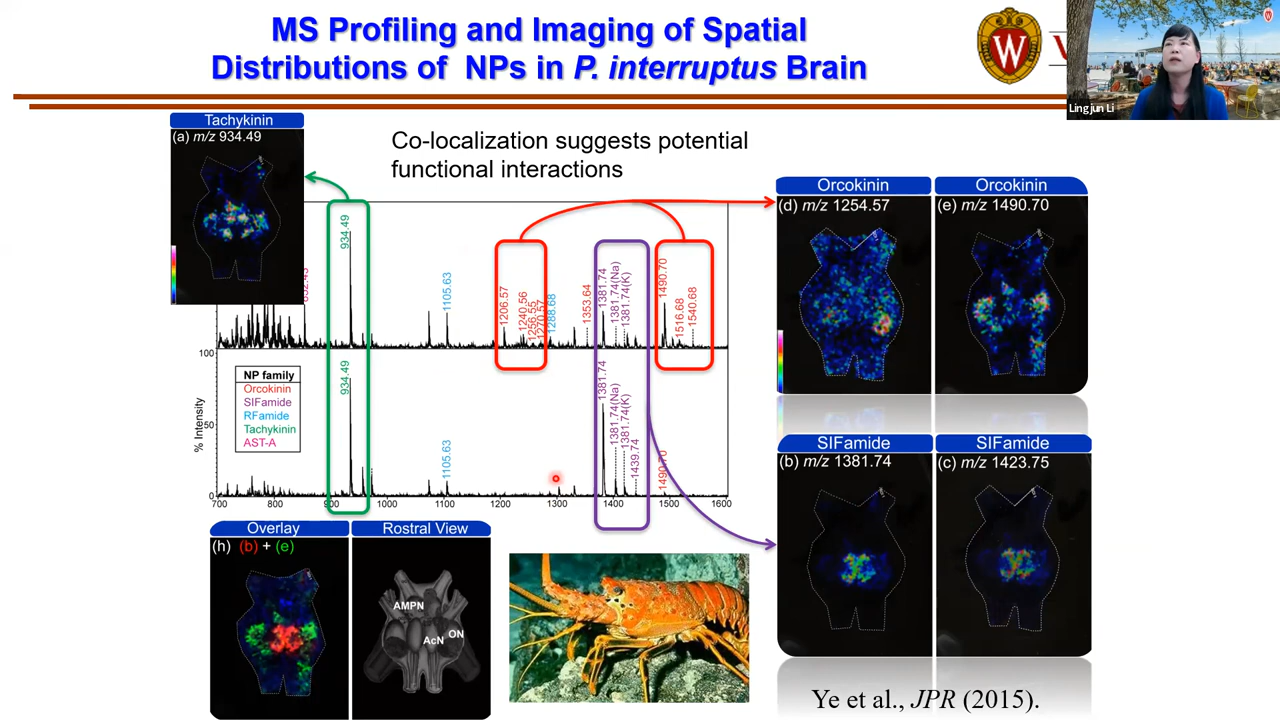 MS Profiling and Imaging of Spatial
Distributions of NPs in P. interruptus Brain
W
Lingjun Li
Tachykinin
(a) m/z 934.49
Co-localization suggests potential
functional interactions
Orcokinin
(d) m/z 1254.57
Orcokinin
(e) m/z 1490.70
934.49
1105.63
1206.57
1240.56
1256.55
1270.57
1288.68
1353.64
1381.74
1381.74(Na)
1381.74(K)
1490.70
1516.68
1540.68
100
50
0
% Intensity
NP family
Orcokinin
SIFamide
RFamide
Tachykinin
AST-A
934.49
1105.63
1381.74
1381.74(Na)
1381.74(K)
1439.74
1490.70
700 800 900 1000 1100 1200 1300 1400 1500 1600
SIFamide
(b) m/z 1381.74
SIFamide
(c) m/z 1423.75
Overlay
(h) (b) + (e)
Rostral View
AMPN
AcN
ON
Ye et al., JPR (2015).